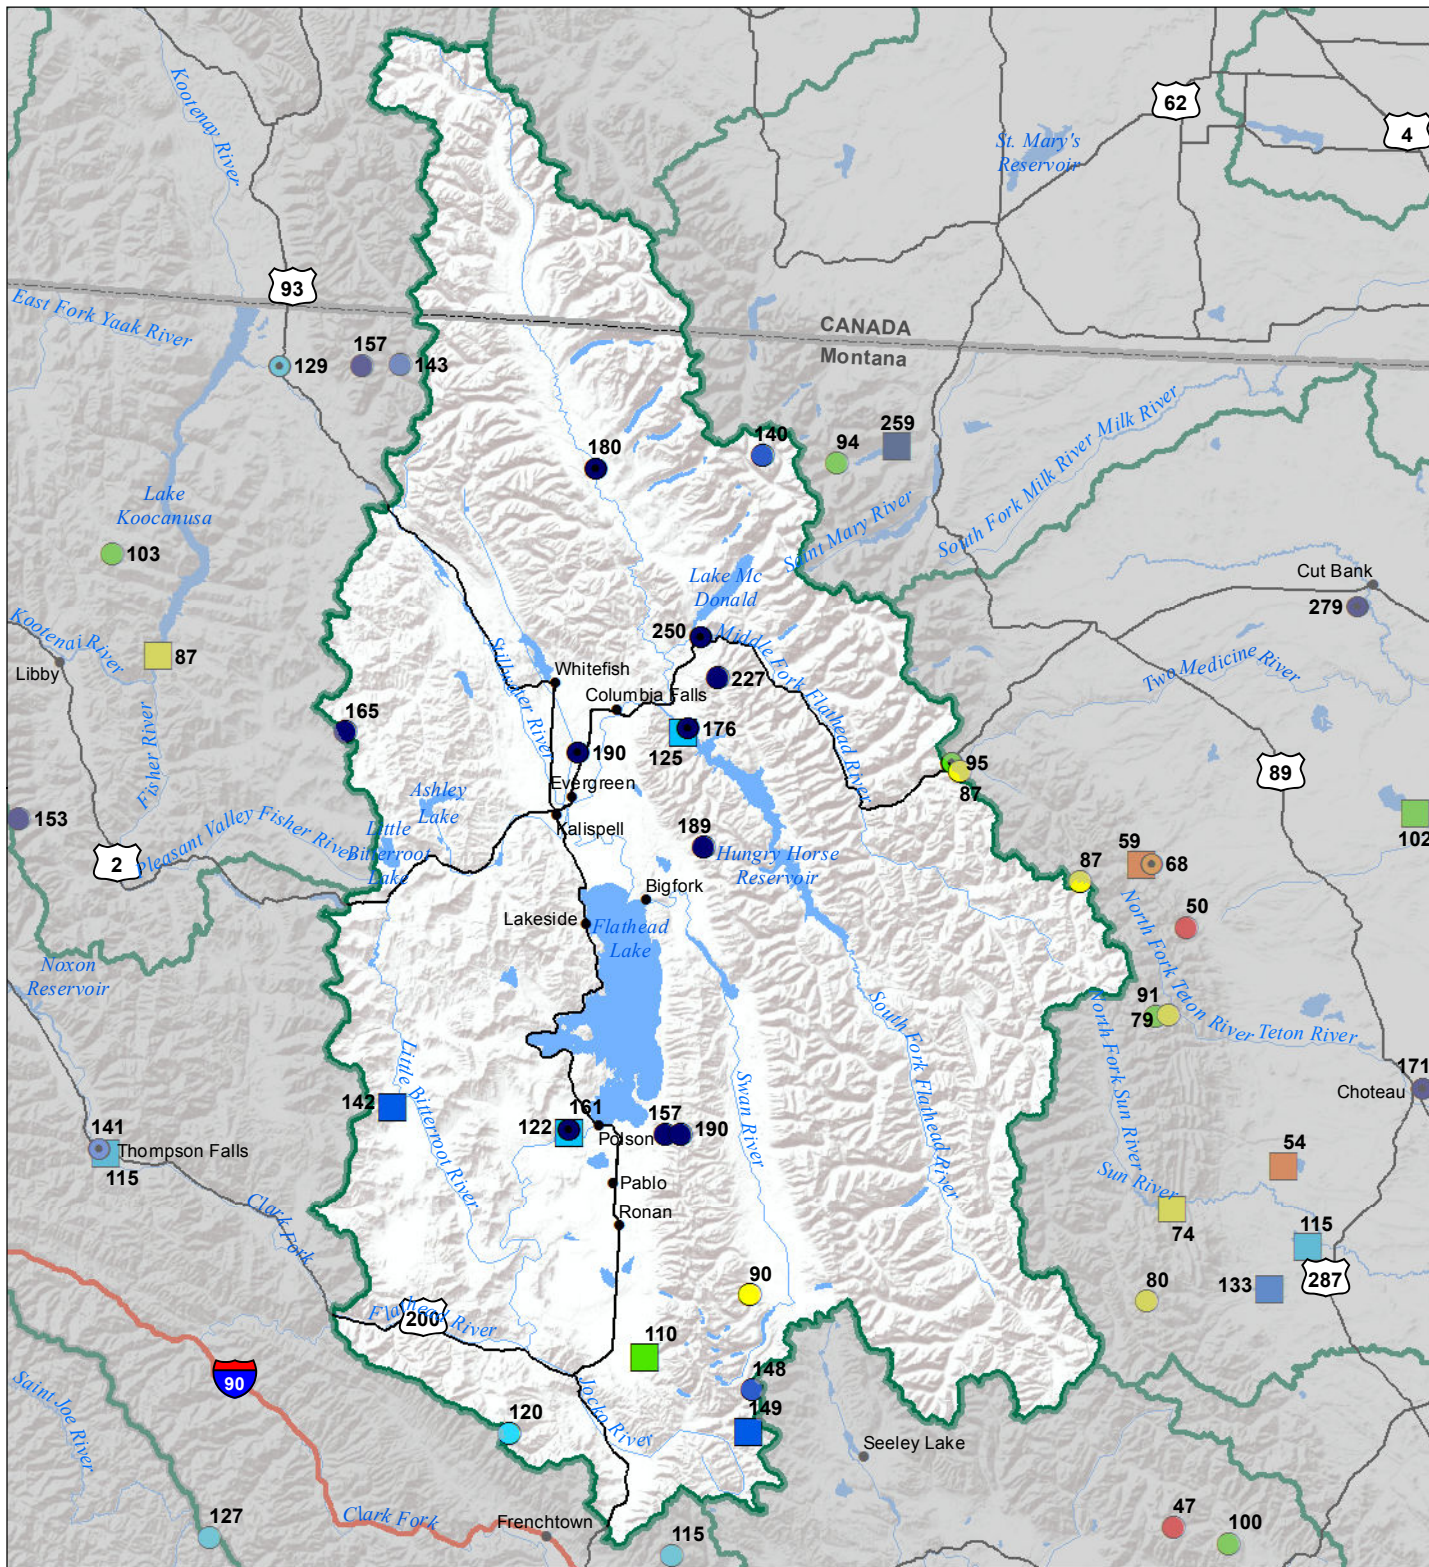 Kootenay River
62
4
St. Mary's
Reservoir
93
East Fork Yaak River
CANADA
Montana
129
157
143
180
140
94
259
South Fork Milk River
Milk River
Lake
Koocanusa
103
Saint Mary River
Lake Mc
Donald
Cut Bank
279
Kootenai River
Libby
87
250
Middle Fork Flathead River
Stillwater River
Whitefish
227
Columbia Falls
Two Medicine River
165
176
125
190
Fisher River
95
87
89
Evergreen
Ashley
Lake
Kalispell
153
2
Pleasant Valley Fisher River
Little
Bitterroot
Lake
189
Hungry Horse
Reservoir
102
59
68
87
50
Bigfork
Lakeside
Flathead
Lake
North Fork Teton River
Teton River
Noxon
Reservoir
91
79
North Fork Sun River
South Fork Flathead River
Swan River
Little Bitterroot River
171
Choteau
142
161
122
Polson
157
190
141
Thompson Falls
115
54
Sun River
Pablo
Ronan
74
115
287
133
80
Clark Fork
90
Flathead River
200
110
90
148
149
Jocko River
120
Saint Joe River
Seeley Lake
127
Clark Fork
Frenchtown
115
47
100